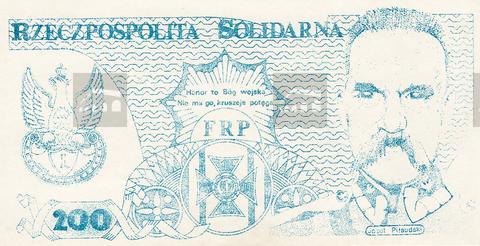 RZECZPOSPOLITA SOLIDARNA
Honor to Bóg wojska
Nie ma go, kruszeje potęga
FRP
200
Józef Piłsudski